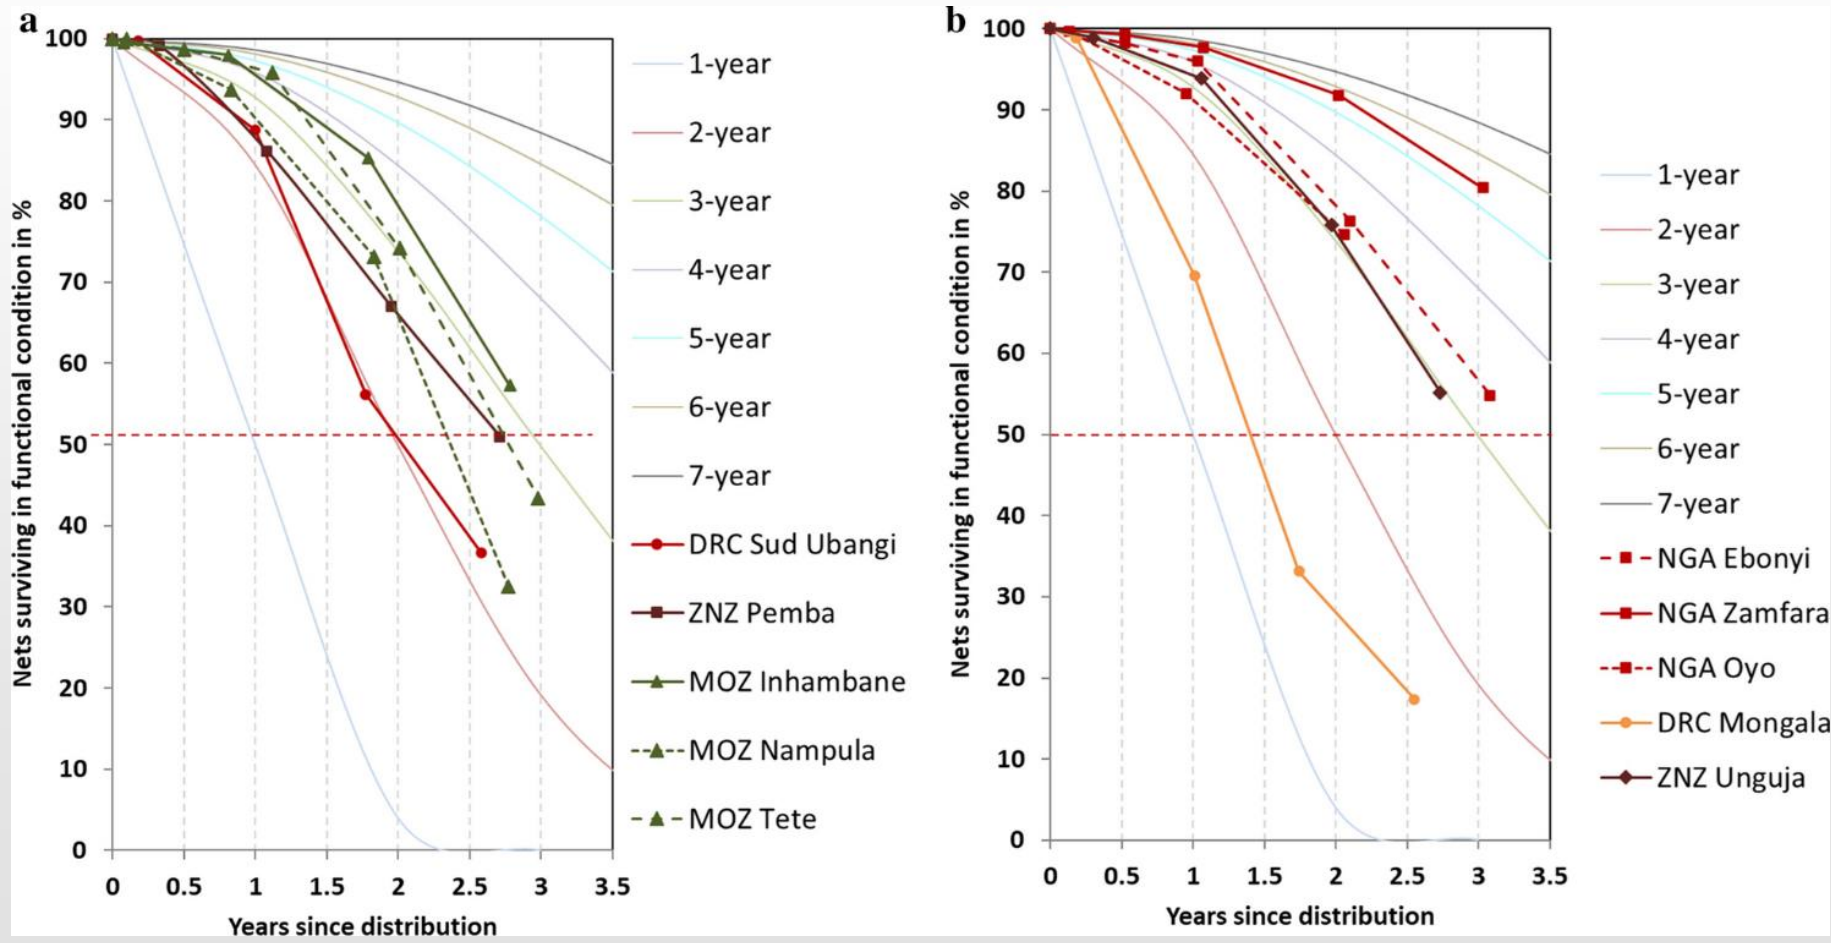 a
Nets surviving in functional condition in %
100
90
80
70
60
50
40
30
20
10
0
0 0.5 1 1.5 2 2.5 3 3.5
Years since distribution
1-year
2-year
3-year
4-year
5-year
6-year
7-year
DRC Sud Ubangi
ZNZ Pemba
MOZ Inhambane
MOZ Nampula
MOZ Tete
b
Nets surviving in functional condition in %
100
90
80
70
60
50
40
30
20
10
0
0 0.5 1 1.5 2 2.5 3 3.5
Years since distribution
1-year
2-year
3-year
4-year
5-year
6-year
7-year
NGA Ebonyi
NGA Zamfara
NGA Oyo
DRC Mongala
ZNZ Unguja